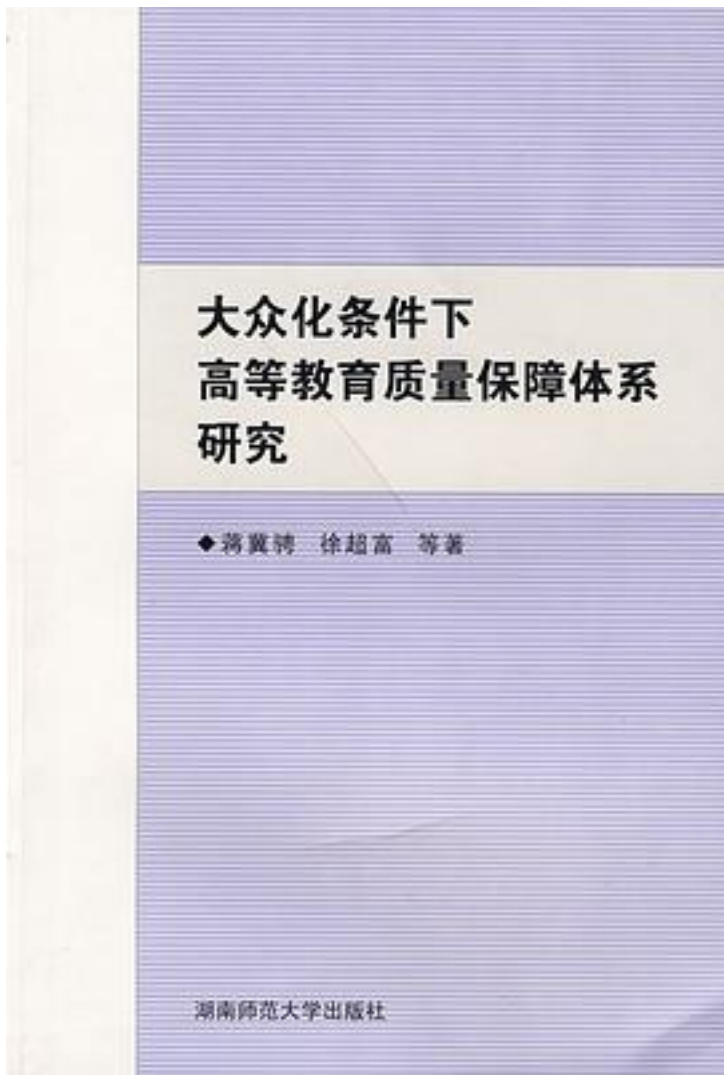 大众化条件下
高等教育质量保障体系
研究
◆蒋冀骋 徐超富 等著
湖南师范大学出版社